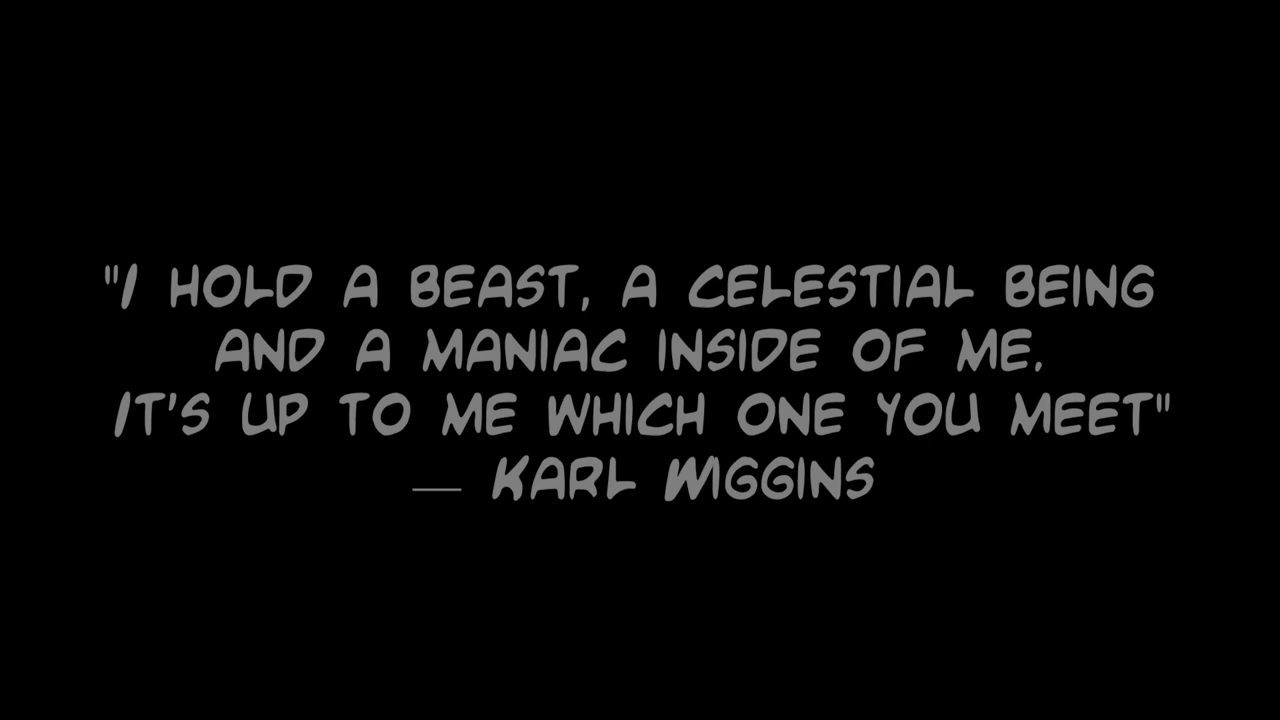 "I HOLD A BEAST, A CELESTIAL BEING
AND A MANIAC INSIDE OF ME.
IT'S UP TO ME WHICH ONE YOU MEET"
— KARL WIGGINS